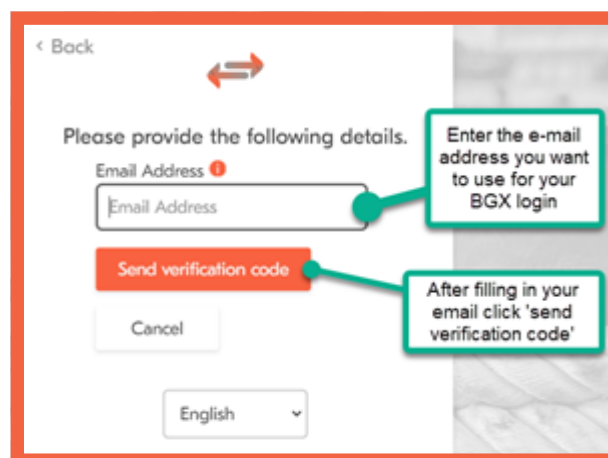 < Back
Please provide the following details.
Email Address
Email Address
Send verification code
Cancel
English
Enter the e-mail
address you want
to use for your
BGX login
After filling in your
email click 'send
verification code'